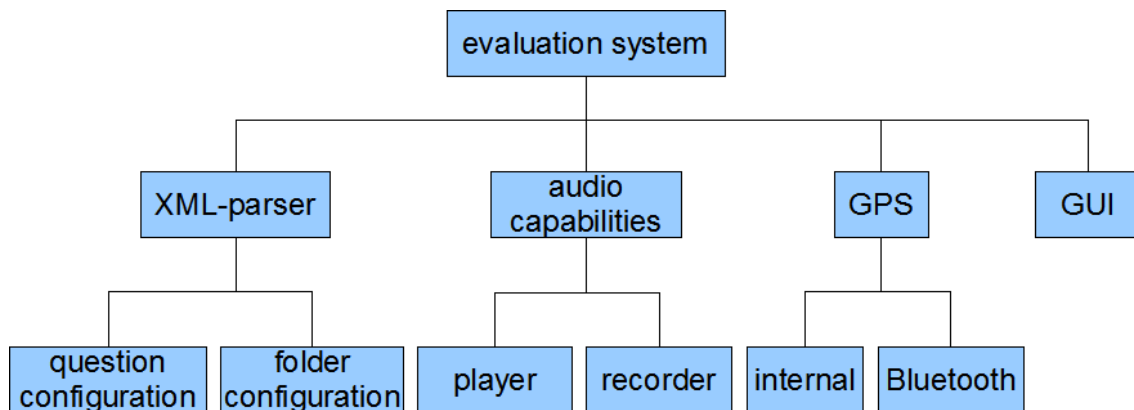 evaluation system
XML-parser
audio
capabilities
GPS
GUI
question
configuration
folder
configuration
player
recorder
internal
Bluetooth